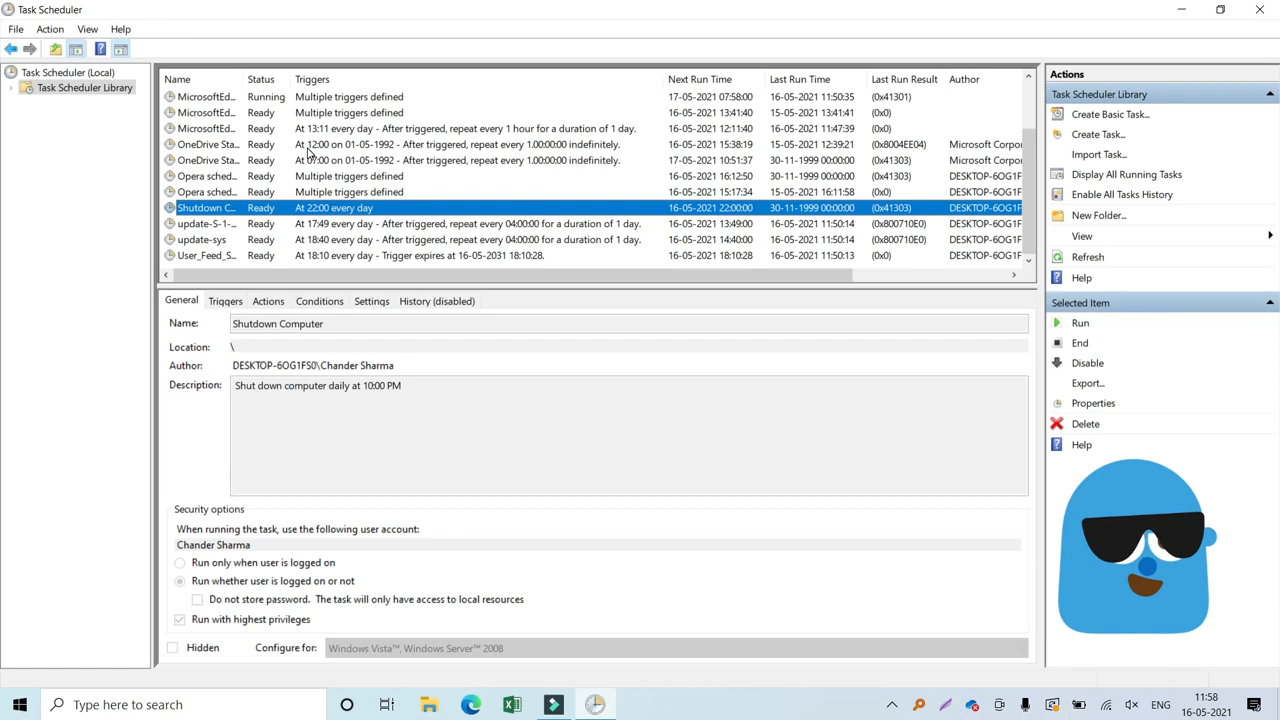 Task Scheduler
File Action View Help
Task Scheduler (Local)
Task Scheduler Library
Name Status Triggers Next Run Time Last Run Time Last Run Result Author
MicrosoftEd... Running Multiple triggers defined 17-05-2021 07:58:00 16-05-2021 11:50:35 (0x41301)
MicrosoftEd... Ready Multiple triggers defined 16-05-2021 13:41:40 15-05-2021 13:41:41 (0x0)
MicrosoftEd... Ready At 13:11 every day - After triggered, repeat every 1 hour for a duration of 1 day. 16-05-2021 12:11:40 16-05-2021 11:47:39 (0x0)
OneDrive Sta... Ready At 12:00 on 01-05-1992 - After triggered, repeat every 1.00:00:00 indefinitely. 16-05-2021 15:38:19 15-05-2021 12:39:21 (0x8004EE04) Microsoft Corpor
OneDrive Sta... Ready At 07:00 on 01-05-1992 - After triggered, repeat every 1.00:00:00 indefinitely. 17-05-2021 10:51:37 30-11-1999 00:00:00 (0x41303) Microsoft Corpor
Opera sched... Ready Multiple triggers defined 16-05-2021 16:12:50 30-11-1999 00:00:00 (0x41303) DESKTOP-6OG1F
Opera sched... Ready Multiple triggers defined 16-05-2021 15:17:34 15-05-2021 16:11:58 (0x0) DESKTOP-6OG1F
Shutdown C... Ready At 22:00 every day 16-05-2021 22:00:00 30-11-1999 00:00:00 (0x41303) DESKTOP-6OG1F
update-S-1-... Ready At 17:49 every day - After triggered, repeat every 04:00:00 for a duration of 1 day. 16-05-2021 13:49:00 16-05-2021 11:50:14 (0x800710E0) DESKTOP-6OG1F
update-sys Ready At 18:40 every day - After triggered, repeat every 04:00:00 for a duration of 1 day. 16-05-2021 14:40:00 16-05-2021 11:50:14 (0x800710E0) DESKTOP-6OG1F
User_Feed_S... Ready At 18:10 every day - Trigger expires at 16-05-2031 18:10:28. 16-05-2021 18:10:28 16-05-2021 11:50:13 (0x0) DESKTOP-6OG1F
General Triggers Actions Conditions Settings History (disabled)
Name: Shutdown Computer
Location: \
Author: DESKTOP-6OG1FS0\Chander Sharma
Description: Shut down computer daily at 10:00 PM
Security options
When running the task, use the following user account:
Chander Sharma
Run only when user is logged on
Run whether user is logged on or not
Do not store password. The task will only have access to local resources
Run with highest privileges
Hidden Configure for: Windows Vista™, Windows Server™ 2008
Actions
Task Scheduler Library
Create Basic Task...
Create Task...
Import Task...
Display All Running Tasks
Enable All Tasks History
New Folder...
View
Refresh
Help
Selected Item
Run
End
Disable
Export...
Properties
Delete
Help
Type here to search
ENG
11:58
16-05-2021